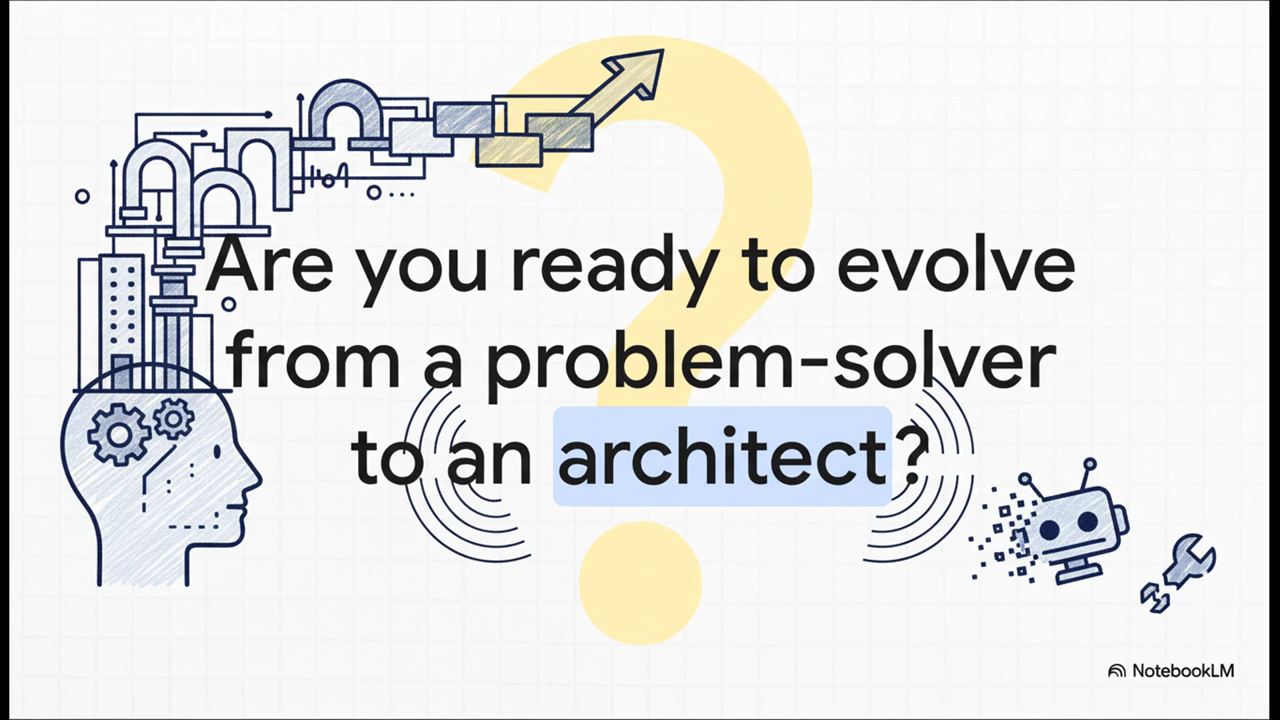 Are you ready to evolve
from a problem-solver
to an architect?
NotebookLM